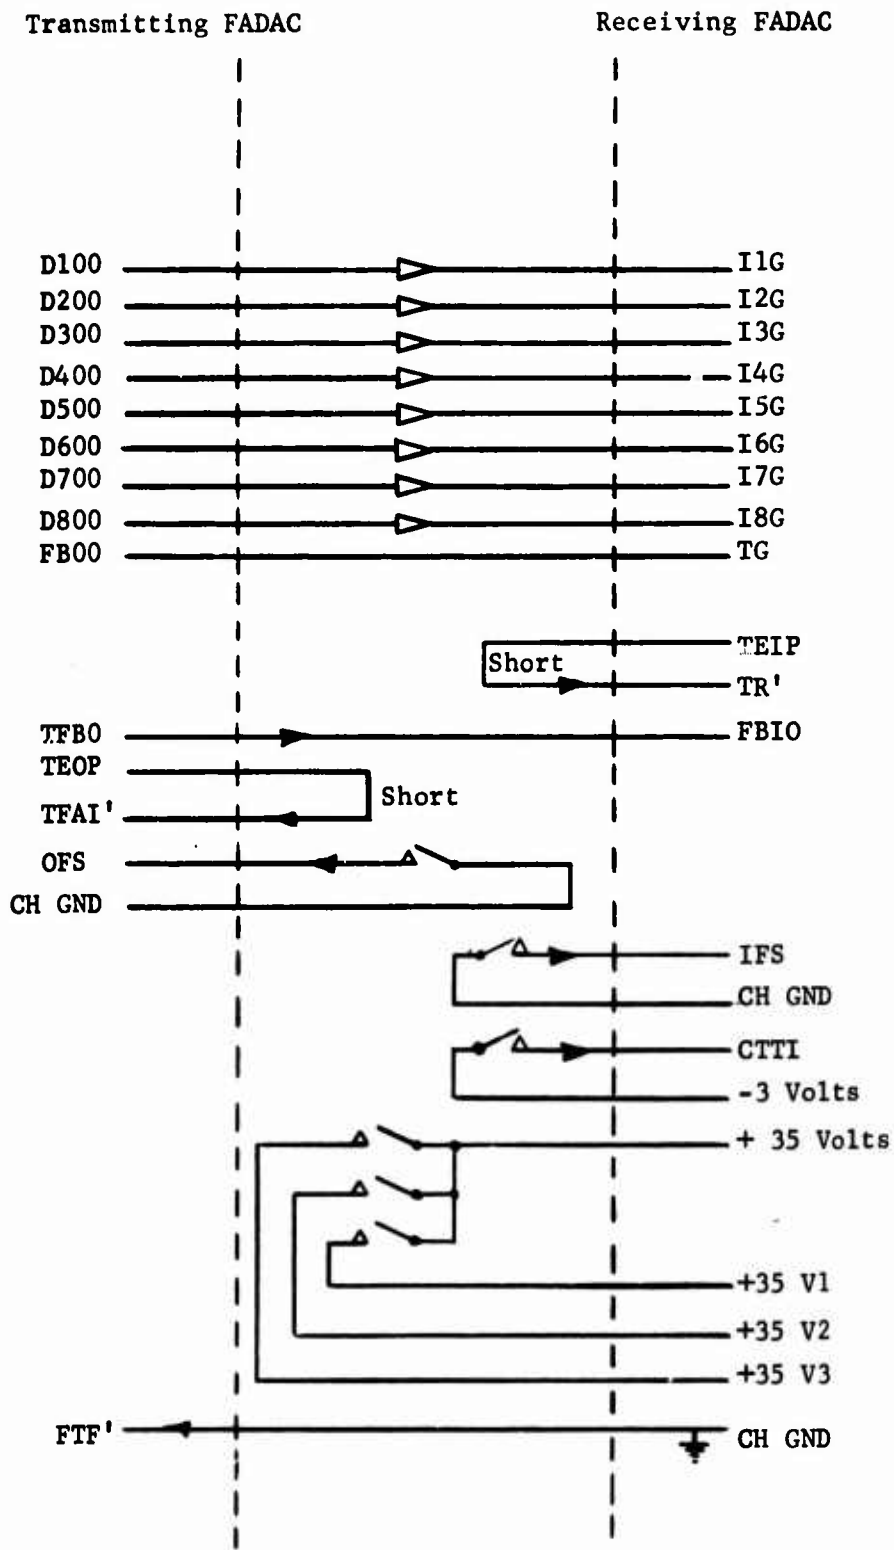 Transmitting FADAC Receiving FADAC
D100 I1G
D200 I2G
D300 I3G
D400 I4G
D500 I5G
D600 I6G
D700 I7G
D800 I8G
FB00 TG
TEIP
Short
TR'
TFBO FBIO
TEOP
Short
TFAI'
OFS
CH GND
IFS
CH GND
CTTI
-3 Volts
+ 35 Volts
+35 V1
+35 V2
+35 V3
FTF' CH GND